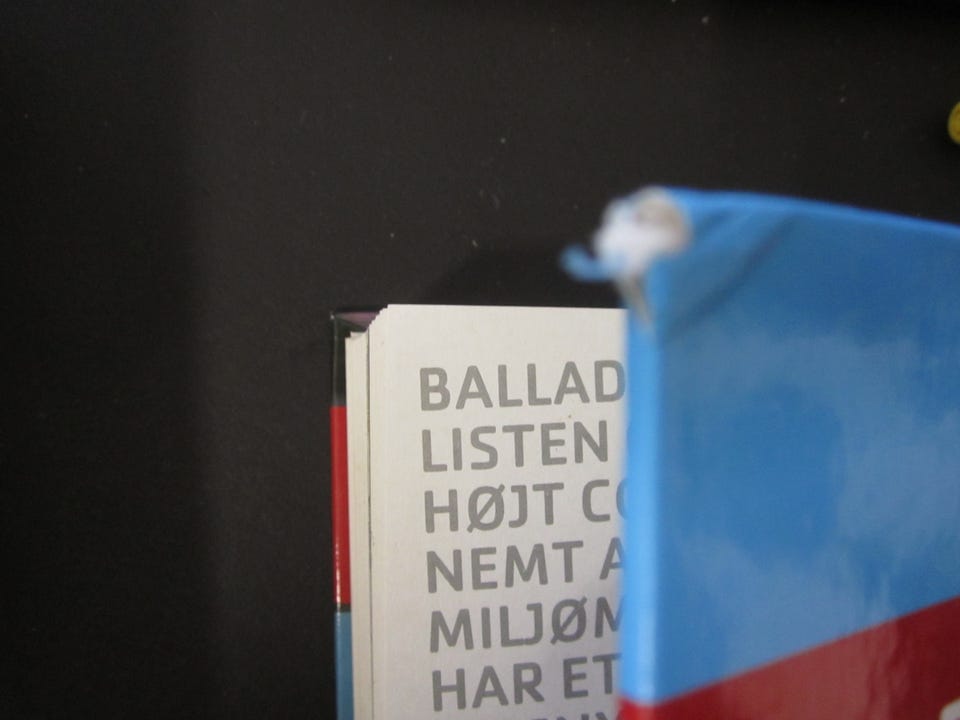 BALLAD
LISTEN
HØJT
NEMT A
MILJØM
HAR ET